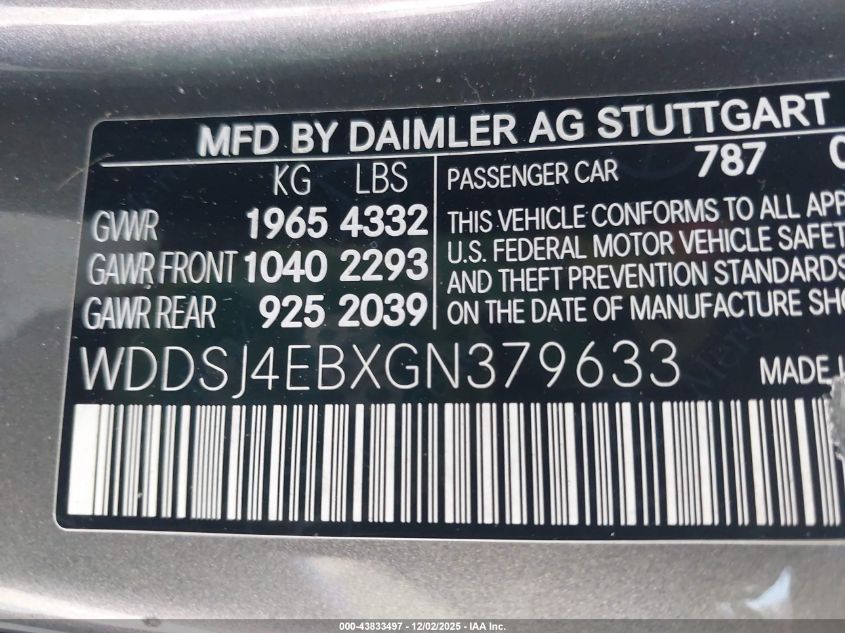 MFD BY DAIMLER AG STUTTGART
KG LBS
GVWR 1965 4332
GAWR FRONT 1040 2293
GAWR REAR 925 2039
PASSENGER CAR 787
THIS VEHICLE CONFORMS TO ALL APP
U.S. FEDERAL MOTOR VEHICLE SAFET
AND THEFT PREVENTION STANDARDS
ON THE DATE OF MANUFACTURE SHO
WDDSJ4EBXGN379633 MADE
000-43833497 - 12/02/2025 - IAA Inc.